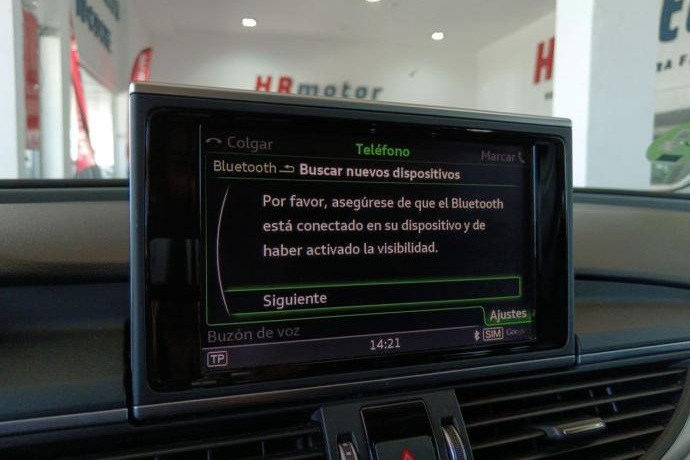 HRmotor
Colgar
Teléfono
Marcar
Bluetooth Buscar nuevos dispositivos
Por favor, asegúrese de que el Bluetooth
está conectado en su dispositivo y de
haber activado la visibilidad.
Siguiente
Ajustes
Buzón de voz
TP
14:21
SIM Google